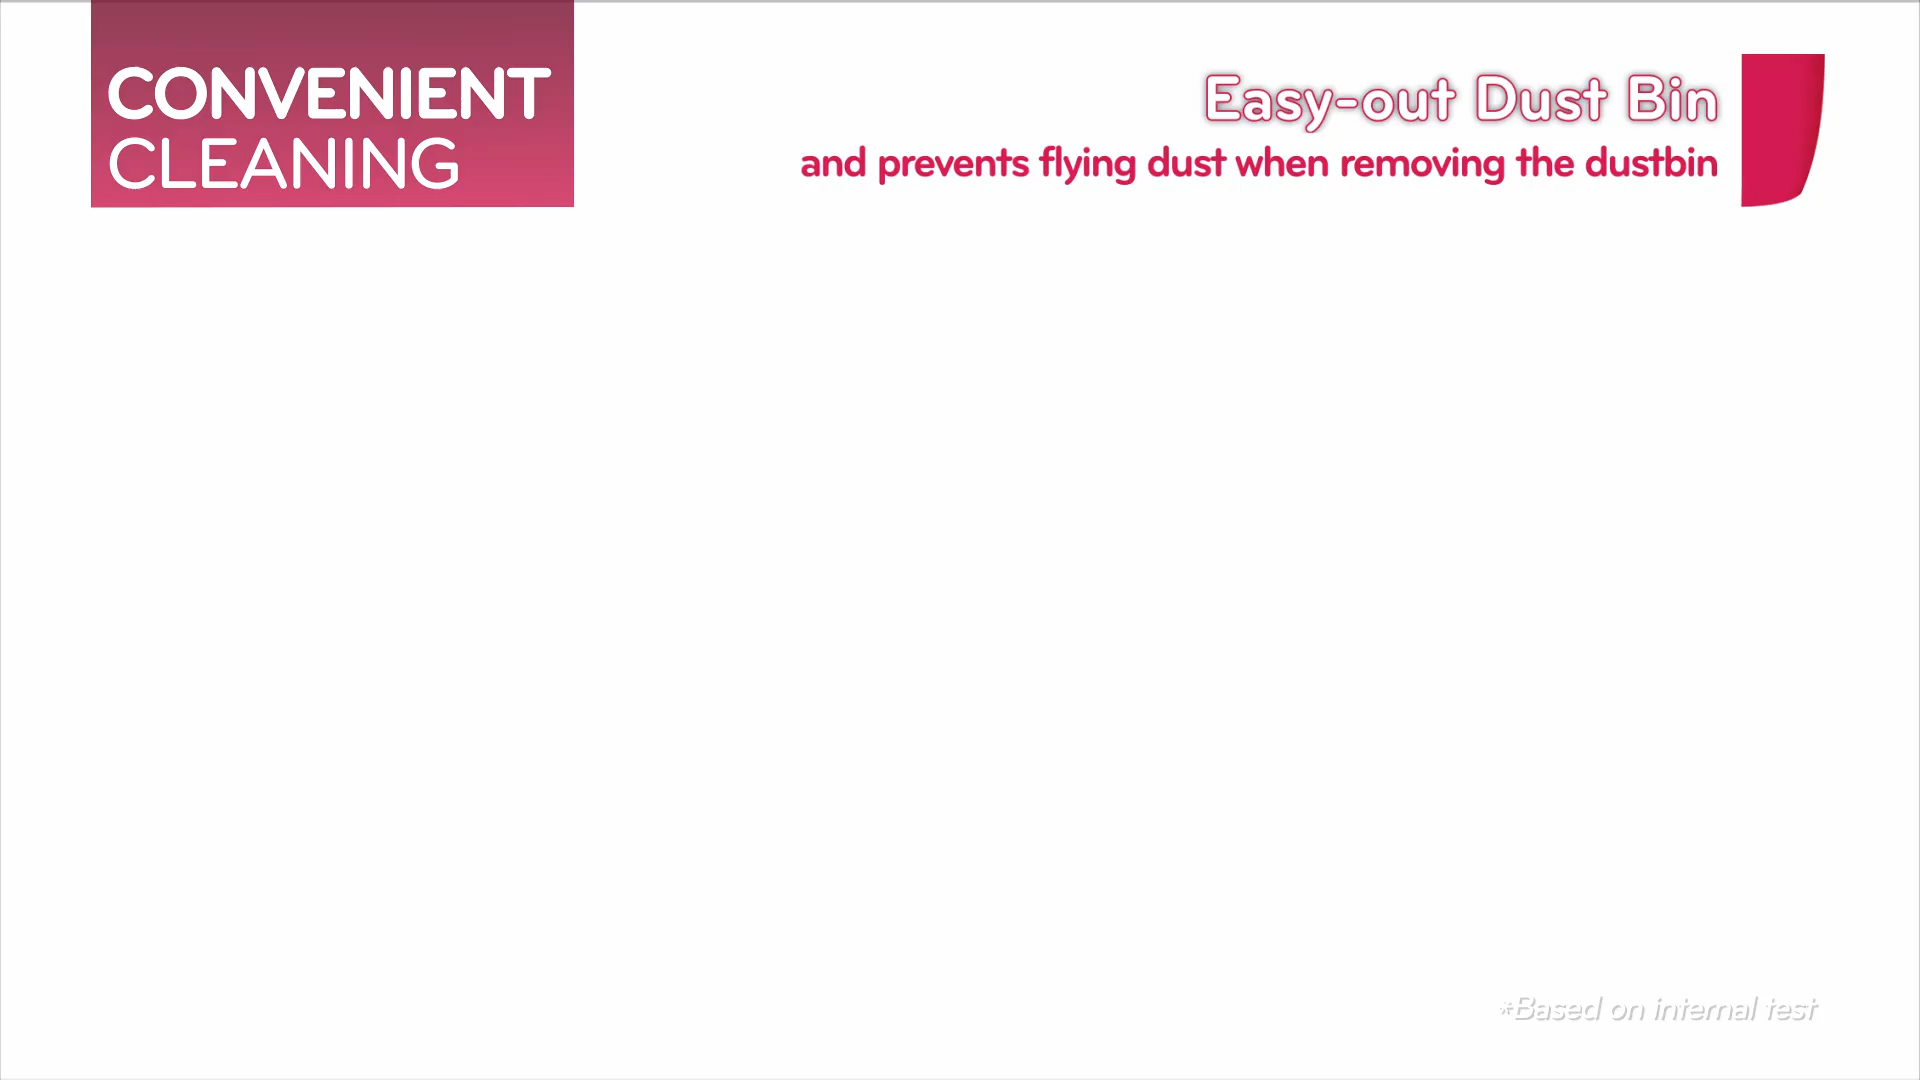 CONVENIENT
CLEANING
Easy-out Dust Bin
and prevents flying dust when removing the dustbin
*Based on internal test